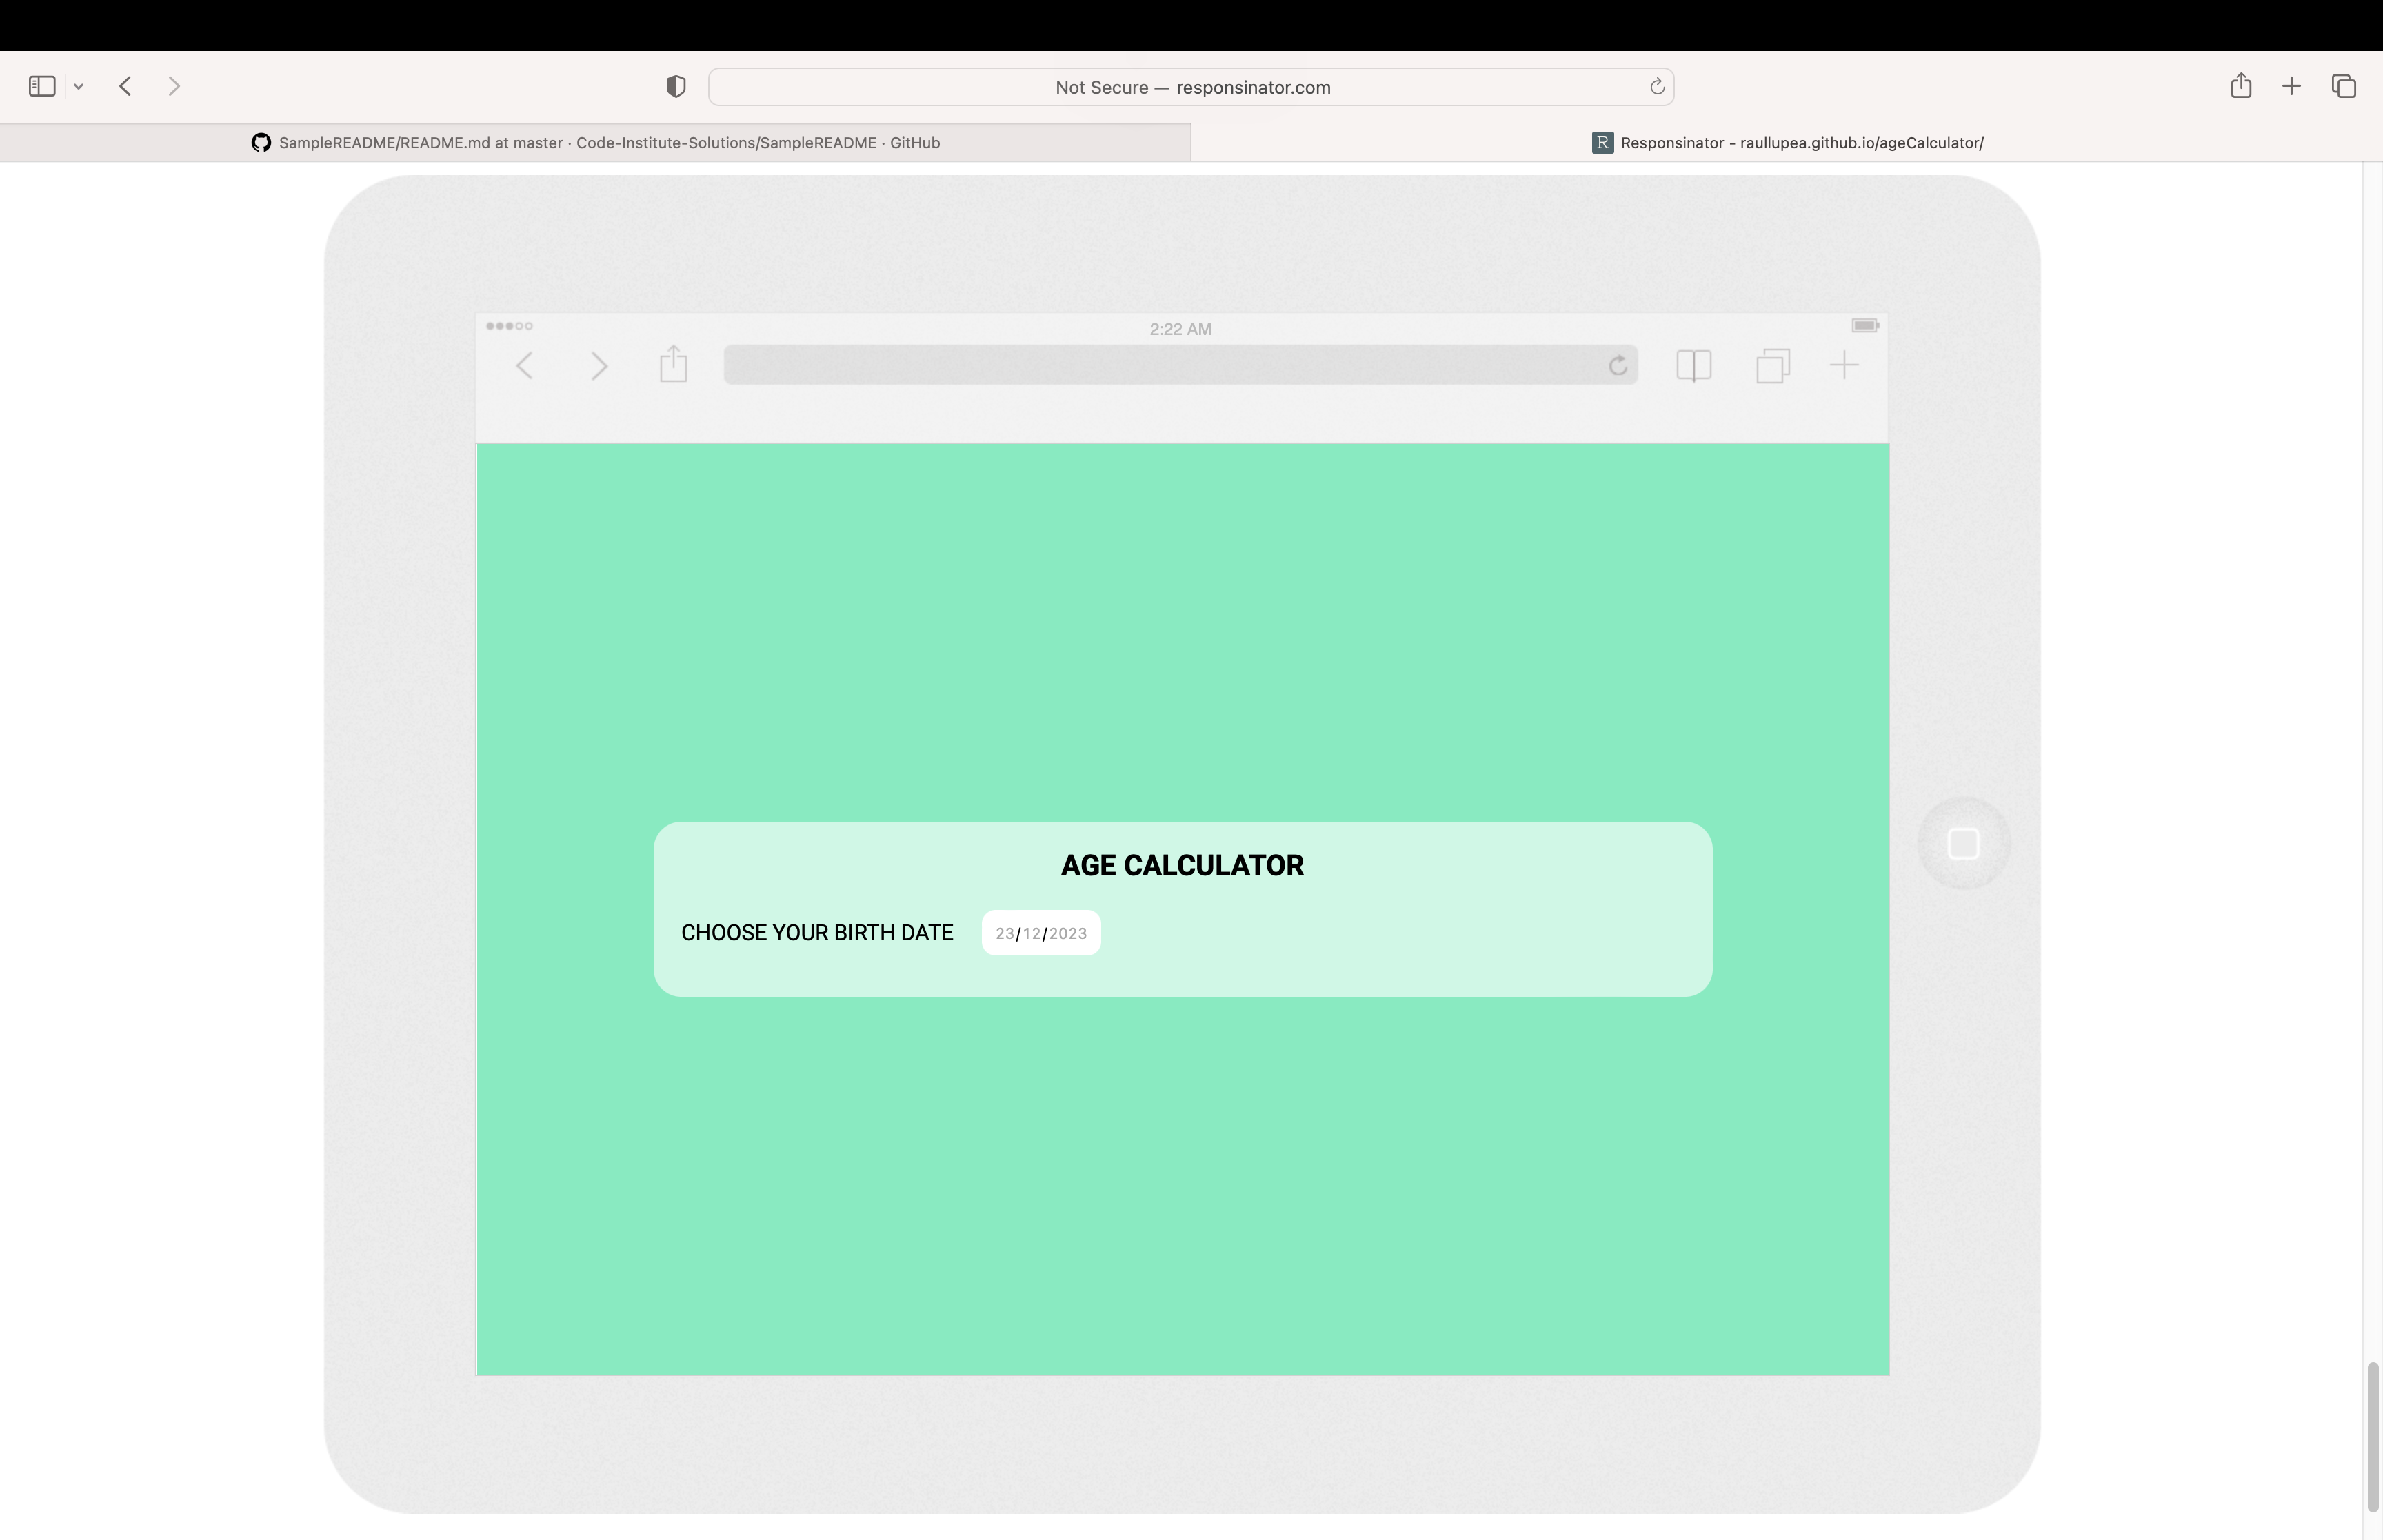 Not Secure — responsinator.com
SampleREADME/README.md at master · Code-Institute-Solutions/SampleREADME · GitHub
R Responsinator - raullupea.github.io/ageCalculator/
2:22 AM
AGE CALCULATOR
CHOOSE YOUR BIRTH DATE 23/12/2023